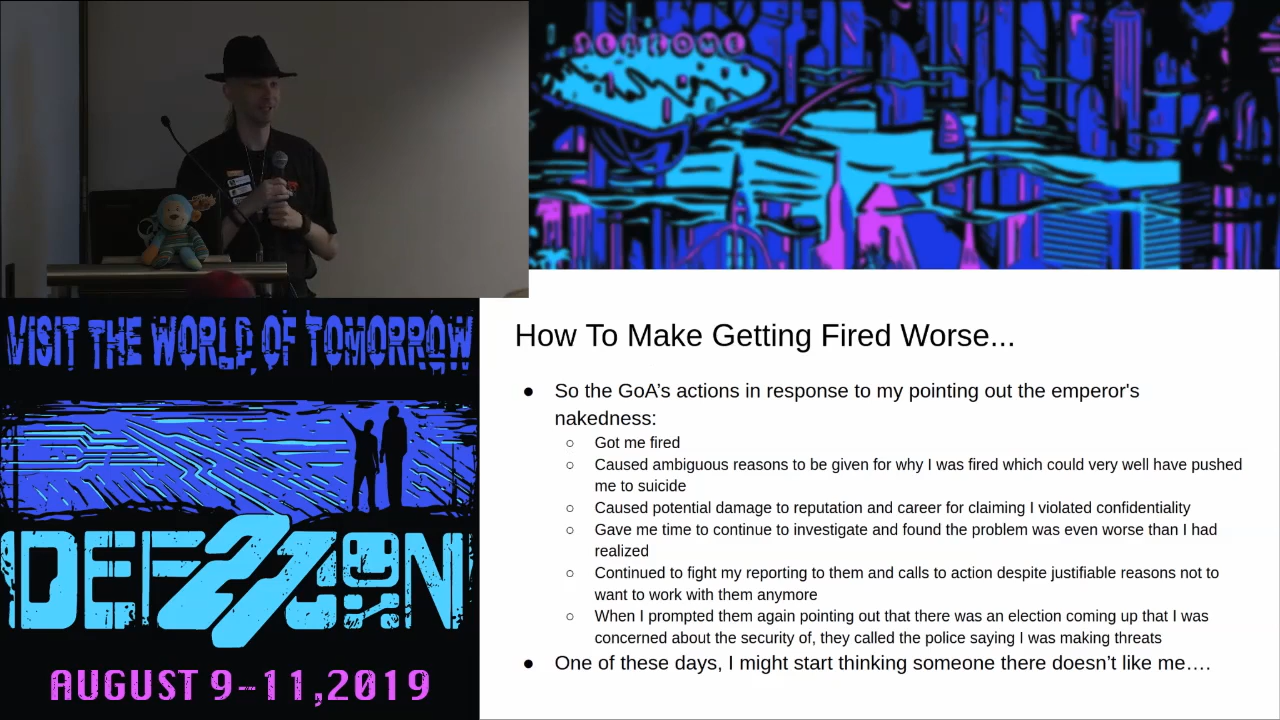 WELCOME
VISIT THE WORLD OF TOMORROW
DEF CON
27
AUGUST 9-11,2019
How To Make Getting Fired Worse...
● So the GoA's actions in response to my pointing out the emperor's
nakedness:
○ Got me fired
○ Caused ambiguous reasons to be given for why I was fired which could very well have pushed
me to suicide
○ Caused potential damage to reputation and career for claiming I violated confidentiality
○ Gave me time to continue to investigate and found the problem was even worse than I had
realized
○ Continued to fight my reporting to them and calls to action despite justifiable reasons not to
want to work with them anymore
○ When I prompted them again pointing out that there was an election coming up that I was
concerned about the security of, they called the police saying I was making threats
● One of these days, I might start thinking someone there doesn't like me….